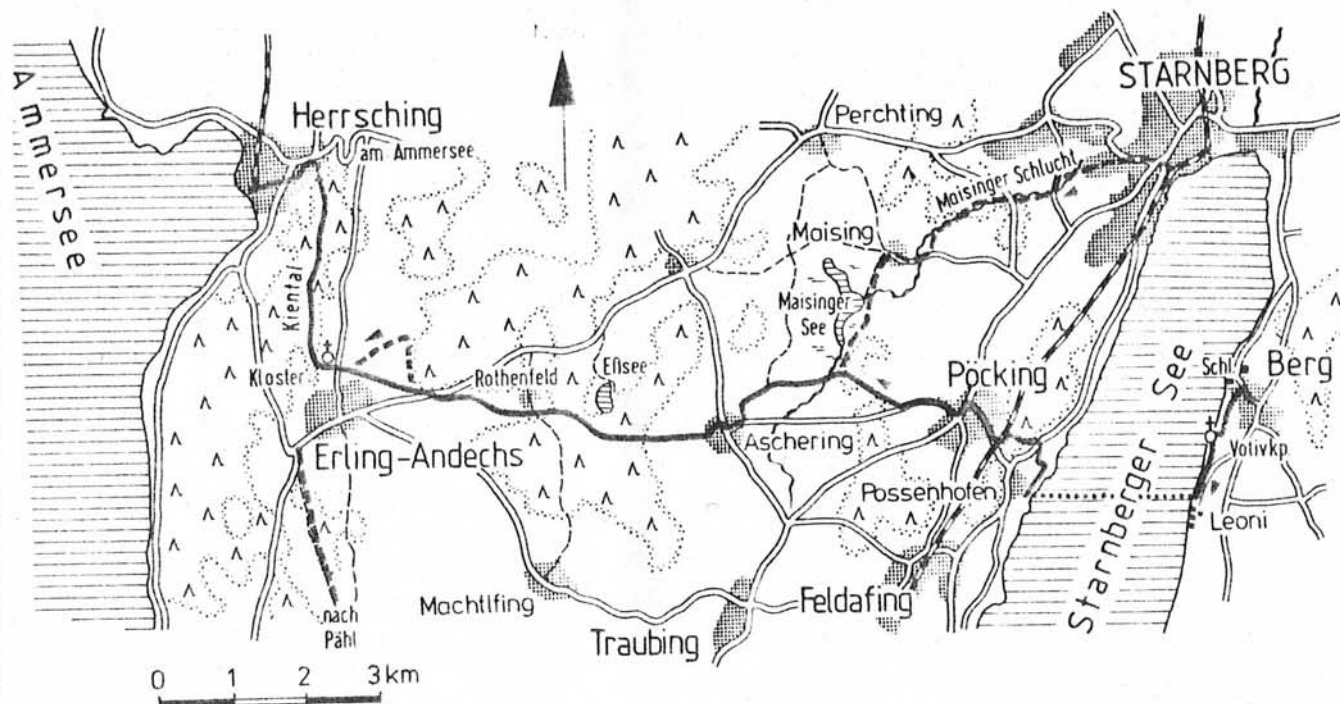 Ammersee
Herrsching
am Ammersee
Perchting
STARNBERG
Maisinger Schlucht
Maising
Maisinger
See
Kiental
Kloster
Rothenfeld
Eßsee
Pöcking
Schl.
Berg
Erling-Andechs
Aschering
Votivkp.
Possenhofen
Leoni
Starnberger See
Machtlfing
Feldafing
Traubing
nach
Pähl
0 1 2 3 km